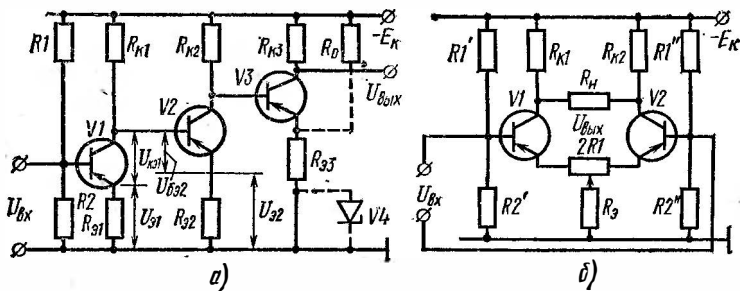 R1 Rк1 Rк2 Rк3 Rо −Eк
V1 V2 V3 Uвых
Uкэ1 Uбэ2
Uвх R2 Rэ1 Uэ1 Rэ2 Uэ2 Rэ3 V4
а)
R1′ Rк1 Rк2 R1″ −Eк
Rн
V1 Uвых V2
2R1
Uвх R2′ Rэ R2″
б)